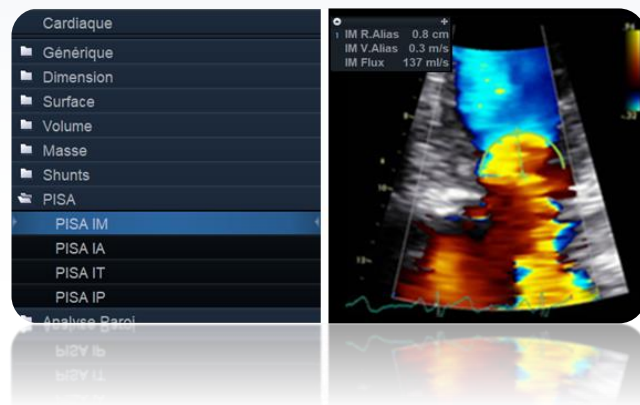 Cardiaque
Générique
Dimension
Surface
Volume
Masse
Shunts
PISA
PISA IM
PISA IA
PISA IT
PISA IP
Analyse Paroi
1 IM R.Alias 0.8 cm
IM V.Alias 0.3 m/s
IM Flux 137 ml/s